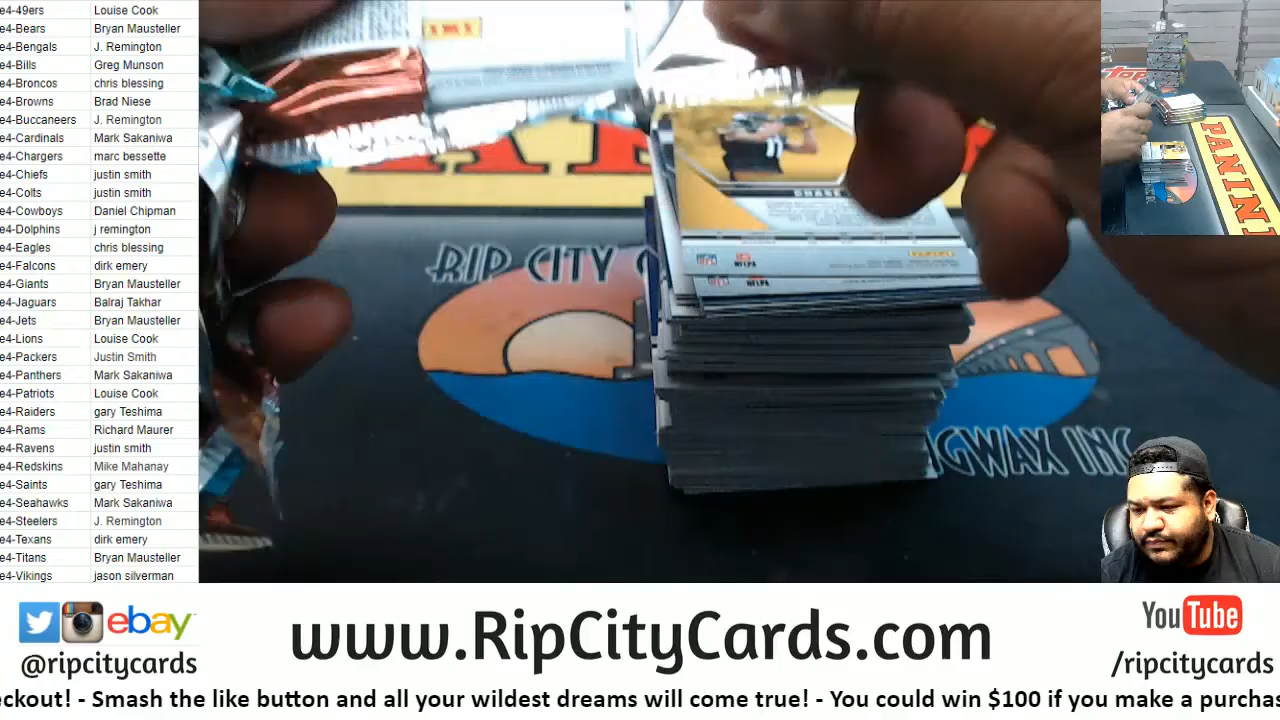 e4-49ers Louise Cook
e4-Bears Bryan Mausteller
e4-Bengals J. Remington
e4-Bills Greg Munson
e4-Broncos chris blessing
e4-Browns Brad Niese
e4-Buccaneers J. Remington
e4-Cardinals Mark Sakaniwa
e4-Chargers marc bessette
e4-Chiefs justin smith
e4-Colts justin smith
e4-Cowboys Daniel Chipman
e4-Dolphins j remington
e4-Eagles chris blessing
e4-Falcons dirk emery
e4-Giants Bryan Mausteller
e4-Jaguars Balraj Takhar
e4-Jets Bryan Mausteller
e4-Lions Louise Cook
e4-Packers Justin Smith
e4-Panthers Mark Sakaniwa
e4-Patriots Louise Cook
e4-Raiders gary Teshima
e4-Rams Richard Maurer
e4-Ravens justin smith
e4-Redskins Mike Mahanay
e4-Saints gary Teshima
e4-Seahawks Mark Sakaniwa
e4-Steelers J. Remington
e4-Texans dirk emery
e4-Titans Bryan Mausteller
e4-Vikings jason silverman
CHASE
11
NFLPA
PANINI
NFLPA
RIP CITY
GWAX INC
TOP
PANINI
ebay
@ripcitycards
www.RipCityCards.com
YouTube
/ripcitycards
eckout! - Smash the like button and all your wildest dreams will come true! - You could win $100 if you make a purchas